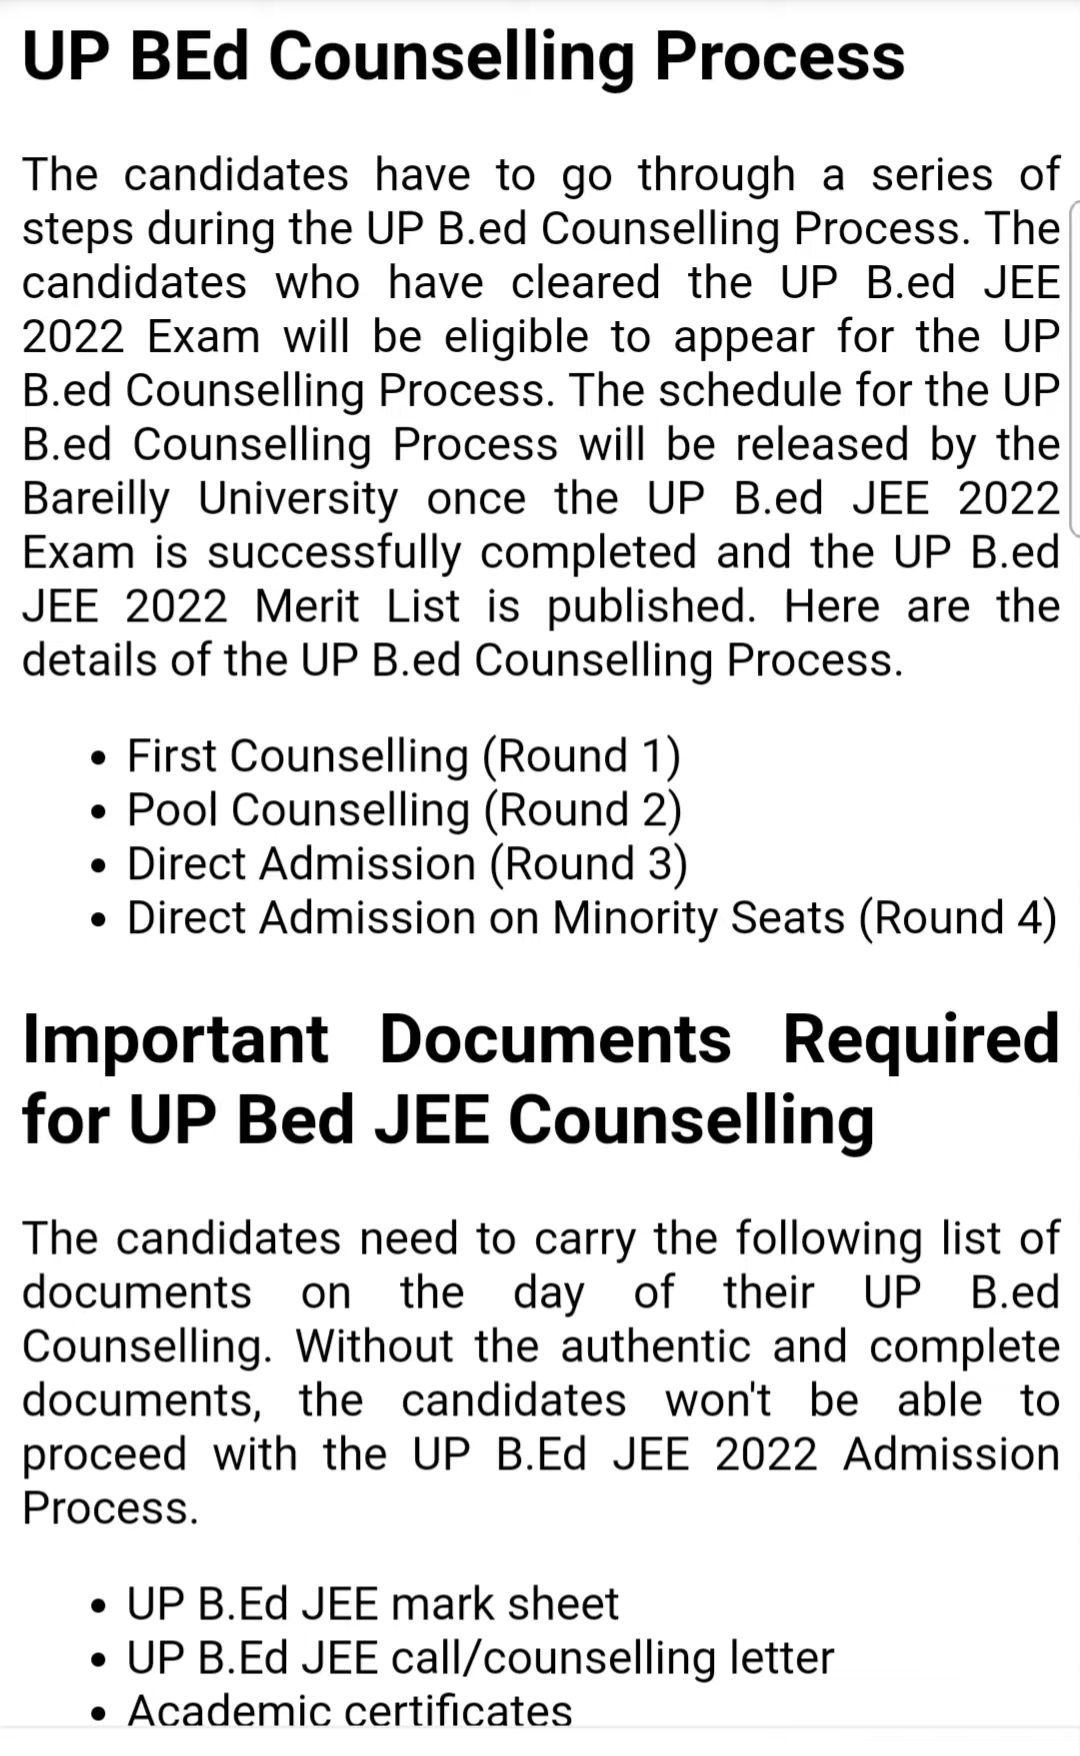 UP BEd Counselling Process
The candidates have to go through a series of
steps during the UP B.ed Counselling Process. The
candidates who have cleared the UP B.ed JEE
2022 Exam will be eligible to appear for the UP
B.ed Counselling Process. The schedule for the UP
B.ed Counselling Process will be released by the
Bareilly University once the UP B.ed JEE 2022
Exam is successfully completed and the UP B.ed
JEE 2022 Merit List is published. Here are the
details of the UP B.ed Counselling Process.
• First Counselling (Round 1)
• Pool Counselling (Round 2)
• Direct Admission (Round 3)
• Direct Admission on Minority Seats (Round 4)
Important Documents Required
for UP Bed JEE Counselling
The candidates need to carry the following list of
documents on the day of their UP B.ed
Counselling. Without the authentic and complete
documents, the candidates won't be able to
proceed with the UP B.Ed JEE 2022 Admission
Process.
• UP B.Ed JEE mark sheet
• UP B.Ed JEE call/counselling letter
• Academic certificates